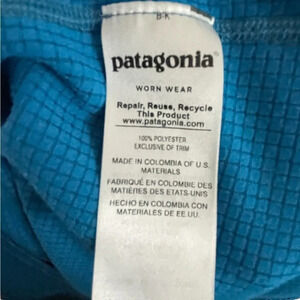 B-K
patagonia®
WORN WEAR
Repair, Reuse, Recycle
This Product
www.patagonia.com
100% POLYESTER
EXCLUSIVE OF TRIM
MADE IN COLOMBIA OF U.S.
MATERIALS
FABRIQUÉ EN COLOMBIE DES
MATIÈRES DES ETATS-UNIS
HECHO EN COLOMBIA CON
MATERIALES DE EE.UU.